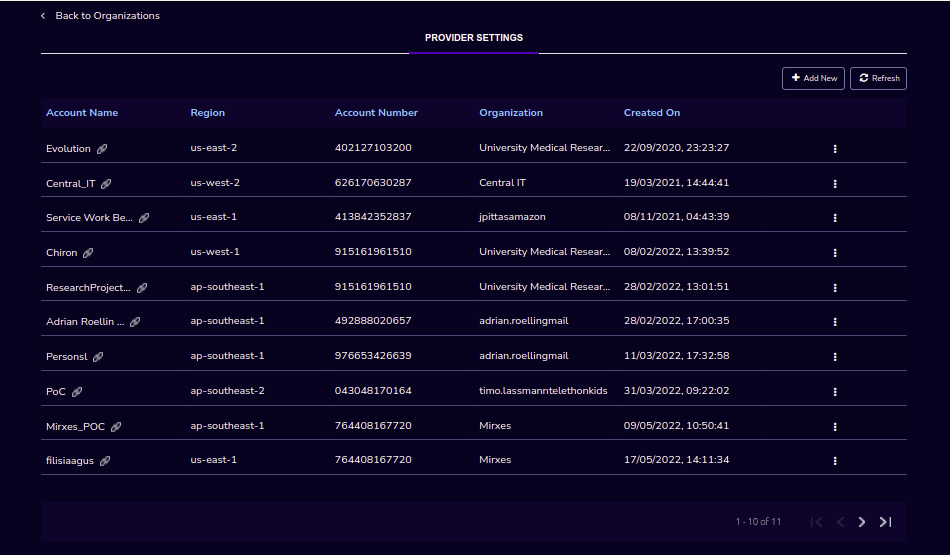 Back to Organizations
PROVIDER SETTINGS
Add New Refresh
Account Name Region Account Number Organization Created On
Evolution us-east-2 402127103200 University Medical Resear... 22/09/2020, 23:23:27
Central_IT us-west-2 626170630287 Central IT 19/03/2021, 14:44:41
Service Work Be... us-east-1 413842352837 jpittasamazon 08/11/2021, 04:43:39
Chiron us-west-1 915161961510 University Medical Resear... 08/02/2022, 13:39:52
ResearchProject... ap-southeast-1 915161961510 University Medical Resear... 28/02/2022, 13:01:51
Adrian Roellin ... ap-southeast-1 492888020657 adrian.roellingmail 28/02/2022, 17:00:35
Personsl ap-southeast-1 976653426639 adrian.roellingmail 11/03/2022, 17:32:58
PoC ap-southeast-2 043048170164 timo.lassmanntelethonkids 31/03/2022, 09:22:02
Mirxes_POC ap-southeast-1 764408167720 Mirxes 09/05/2022, 10:50:41
filisiaagus us-east-1 764408167720 Mirxes 17/05/2022, 14:11:34
1 - 10 of 11